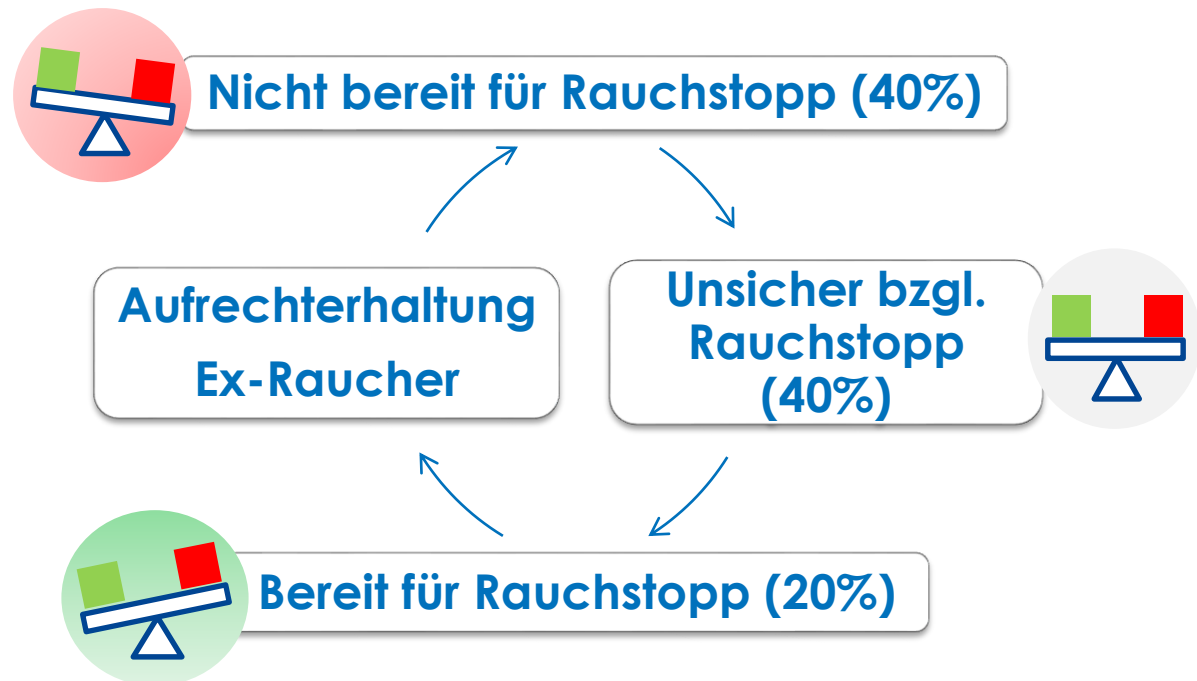 Nicht bereit für Rauchstopp (40%)
Aufrechterhaltung
Ex-Raucher
Unsicher bzgl.
Rauchstopp
(40%)
Bereit für Rauchstopp (20%)